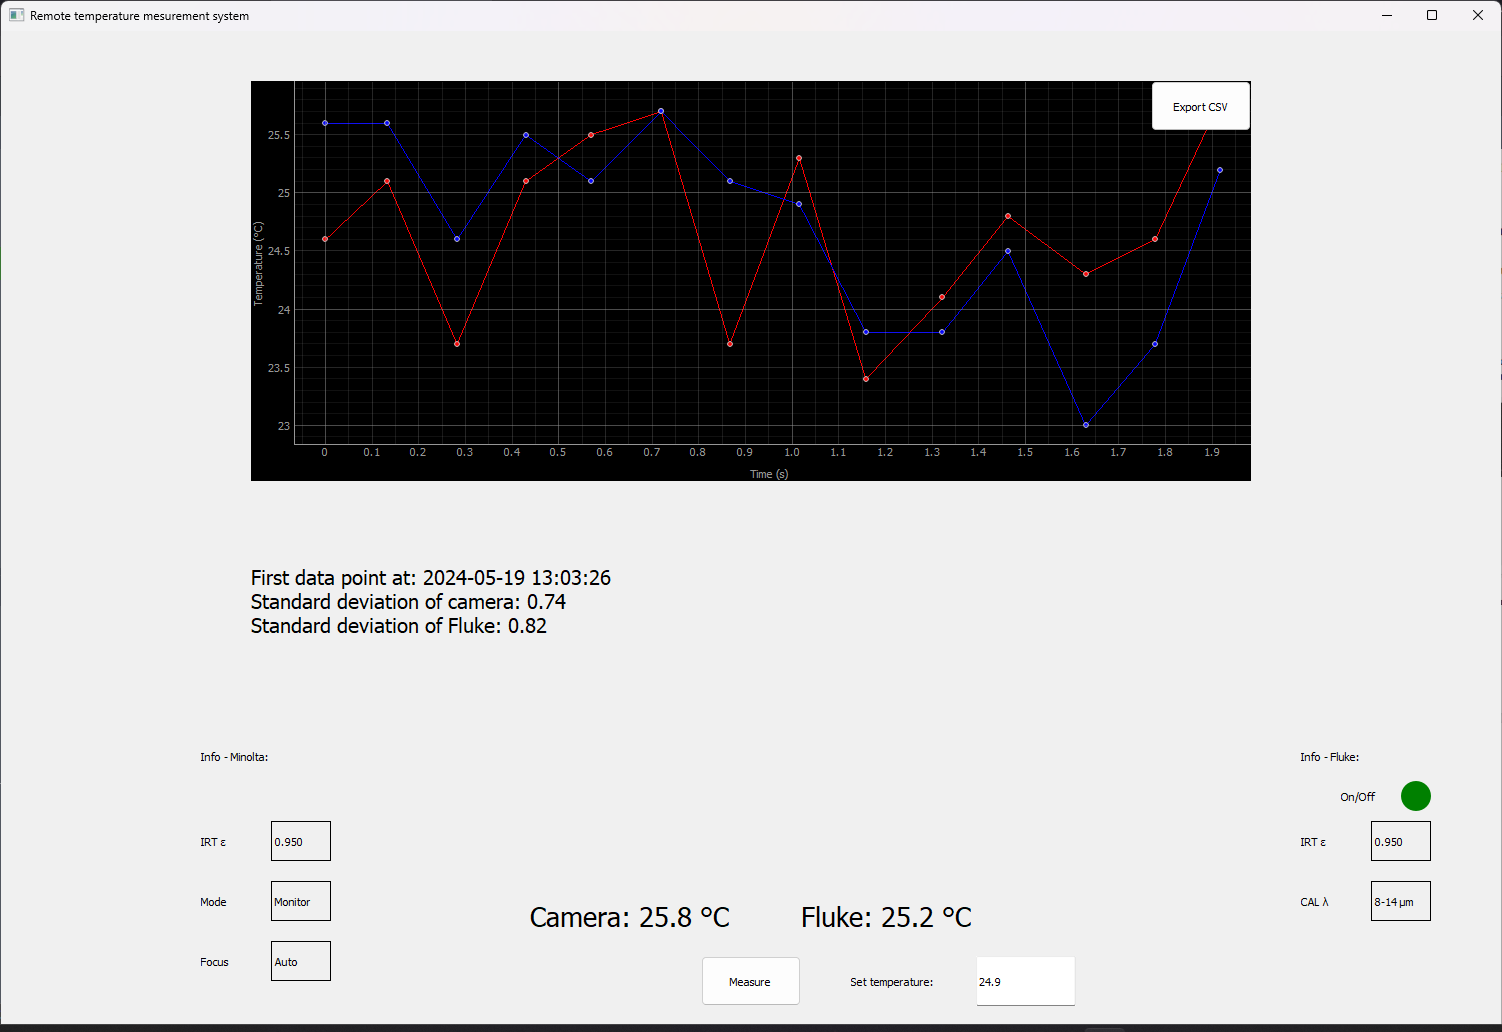 Remote temperature mesurement system
Export CSV
25.5
25
24.5
24
23.5
23
Temperature (°C)
0 0.1 0.2 0.3 0.4 0.5 0.6 0.7 0.8 0.9 1.0 1.1 1.2 1.3 1.4 1.5 1.6 1.7 1.8 1.9
Time (s)
First data point at: 2024-05-19 13:03:26
Standard deviation of camera: 0.74
Standard deviation of Fluke: 0.82
Info - Minolta:
IRT ε 0.950
Mode Monitor
Focus Auto
Camera: 25.8 °C Fluke: 25.2 °C
Measure Set temperature: 24.9
Info - Fluke:
On/Off
IRT ε 0.950
CAL λ 8-14 µm